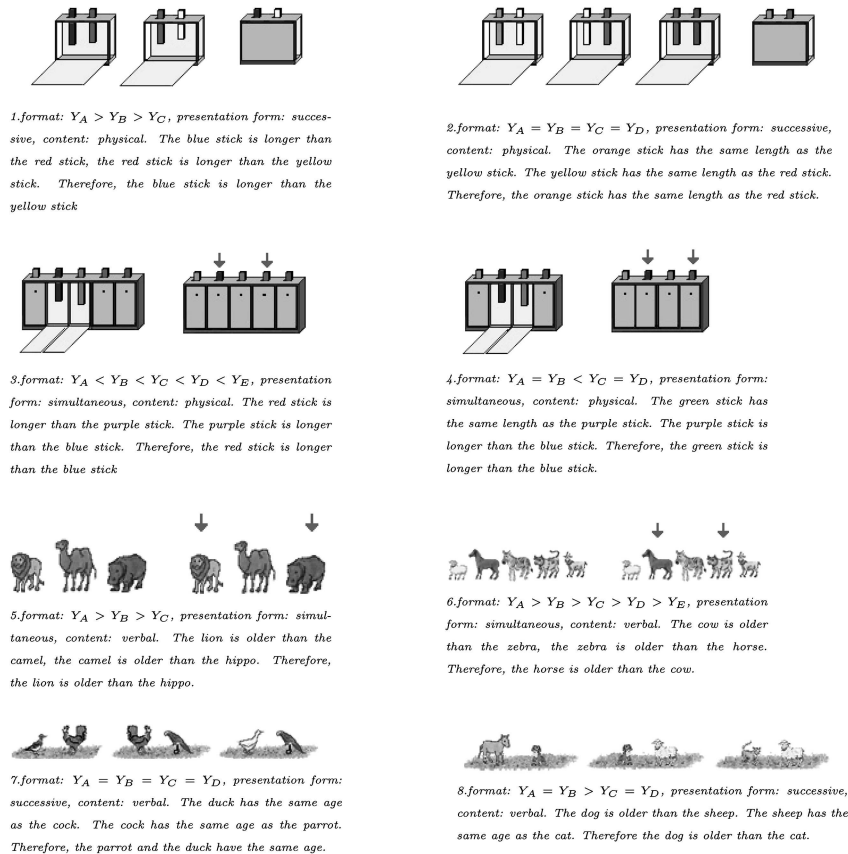 1.format: Y_A > Y_B > Y_C, presentation form: succes-
sive, content: physical. The blue stick is longer than
the red stick, the red stick is longer than the yellow
stick. Therefore, the blue stick is longer than the
yellow stick
2.format: Y_A = Y_B = Y_C = Y_D, presentation form: successive,
content: physical. The orange stick has the same length as the
yellow stick. The yellow stick has the same length as the red stick.
Therefore, the orange stick has the same length as the red stick.
3.format: Y_A < Y_B < Y_C < Y_D < Y_E, presentation
form: simultaneous, content: physical. The red stick is
longer than the purple stick. The purple stick is longer
than the blue stick. Therefore, the red stick is longer
than the blue stick
4.format: Y_A = Y_B < Y_C = Y_D, presentation form:
simultaneous, content: physical. The green stick has
the same length as the purple stick. The purple stick is
longer than the blue stick. Therefore, the green stick is
longer than the blue stick.
5.format: Y_A > Y_B > Y_C, presentation form: simul-
taneous, content: verbal. The lion is older than the
camel, the camel is older than the hippo. Therefore,
the lion is older than the hippo.
6.format: Y_A > Y_B > Y_C > Y_D > Y_E, presentation
form: simultaneous, content: verbal. The cow is older
than the zebra, the zebra is older than the horse.
Therefore, the horse is older than the cow.
7.format: Y_A = Y_B = Y_C = Y_D, presentation form:
successive, content: verbal. The duck has the same age
as the cock. The cock has the same age as the parrot.
Therefore, the parrot and the duck have the same age.
8.format: Y_A = Y_B > Y_C = Y_D, presentation form: successive,
content: verbal. The dog is older than the sheep. The sheep has the
same age as the cat. Therefore the dog is older than the cat.